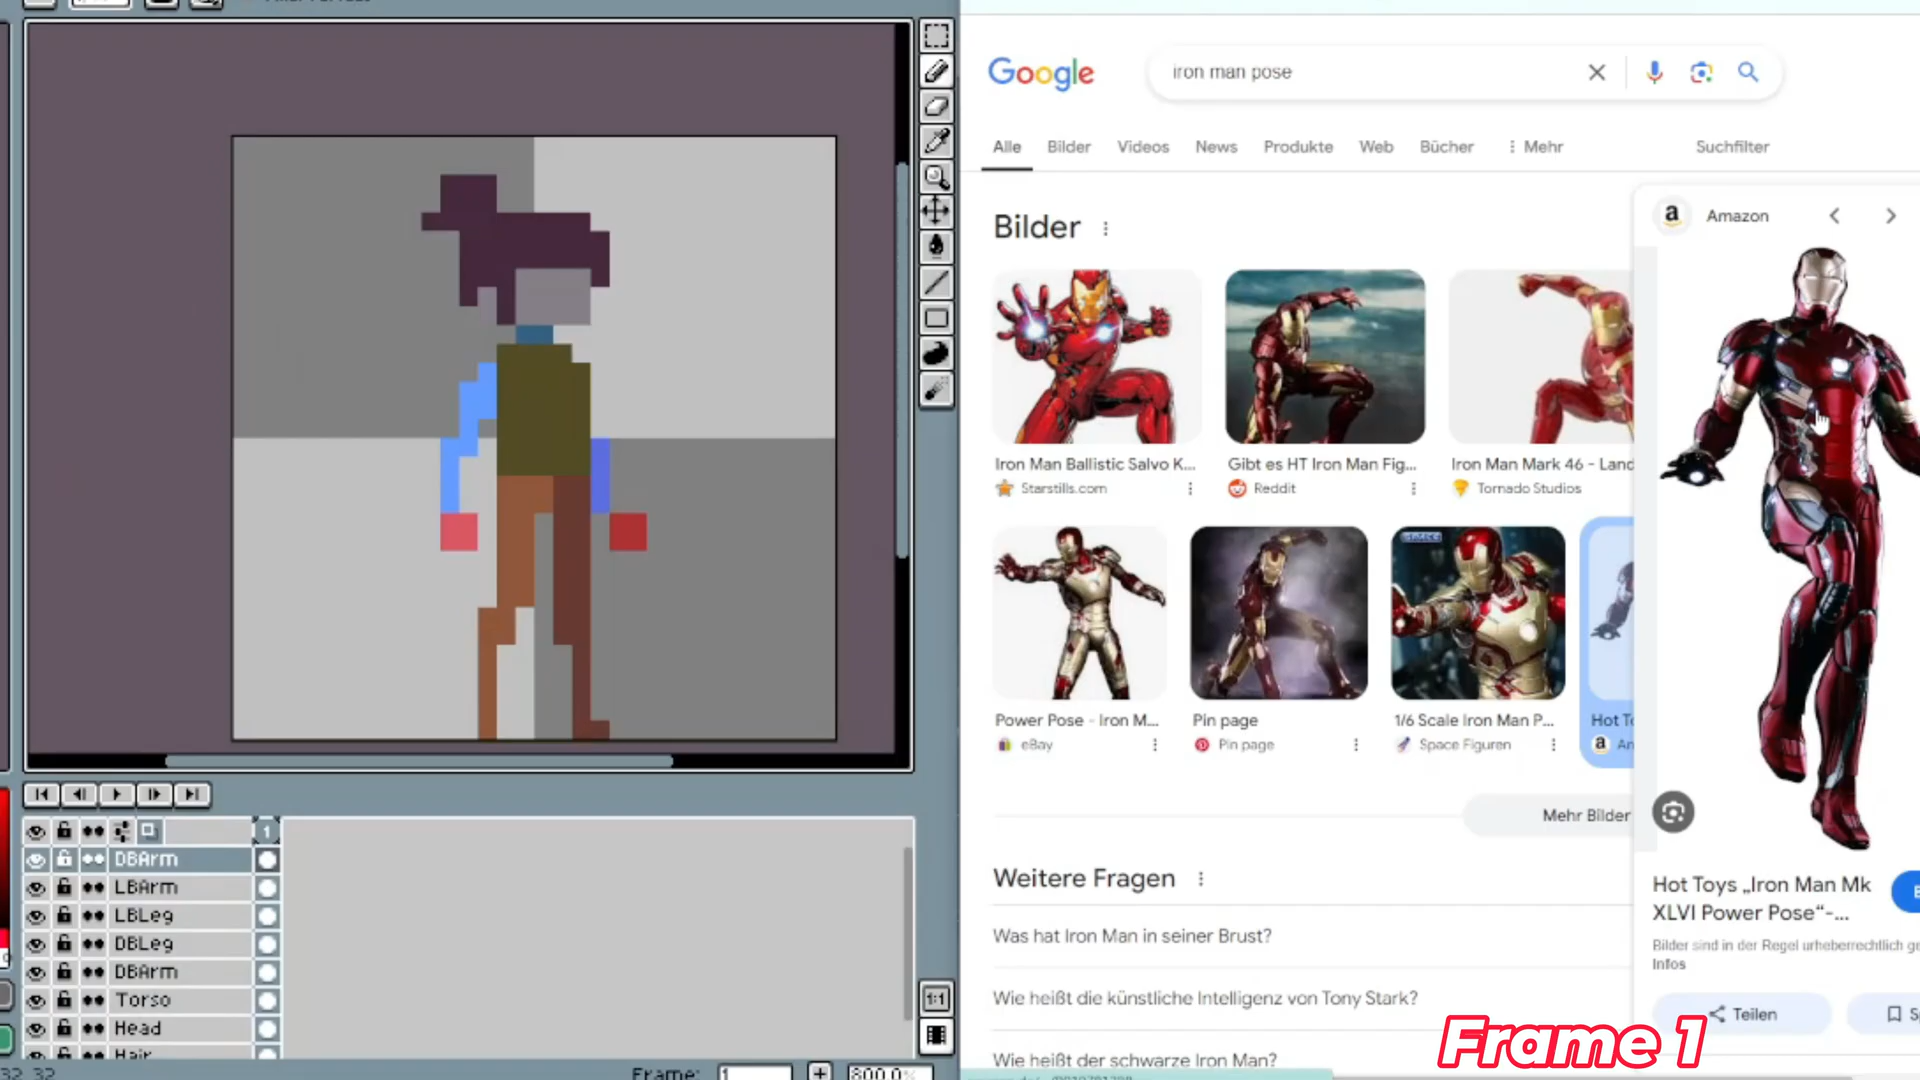 Google
iron man pose
Alle Bilder Videos News Produkte Web Bücher Mehr Suchfilter
Bilder
a Amazon
Iron Man Ballistic Salvo K...
Starstills.com
Gibt es HT Iron Man Fig...
Reddit
Iron Man Mark 46 - Land
Tornado Studios
Power Pose - Iron M...
eBay
Pin page
Pin page
1/6 Scale Iron Man P...
Space Figuren
Hot T
a An
Mehr Bilder
Weitere Fragen
Was hat Iron Man in seiner Brust?
Wie heißt die künstliche Intelligenz von Tony Stark?
Wie heißt der schwarze Iron Man?
Hot Toys „Iron Man Mk
XLVI Power Pose“-...
Bilder sind in der Regel urheberrechtlich ge
Infos
Teilen
Frame 1
1
DBArm
LBArm
LBLeg
DBLeg
DBArm
Torso
Head
Hair
1:1
32 32
Frame: 1
800.0%